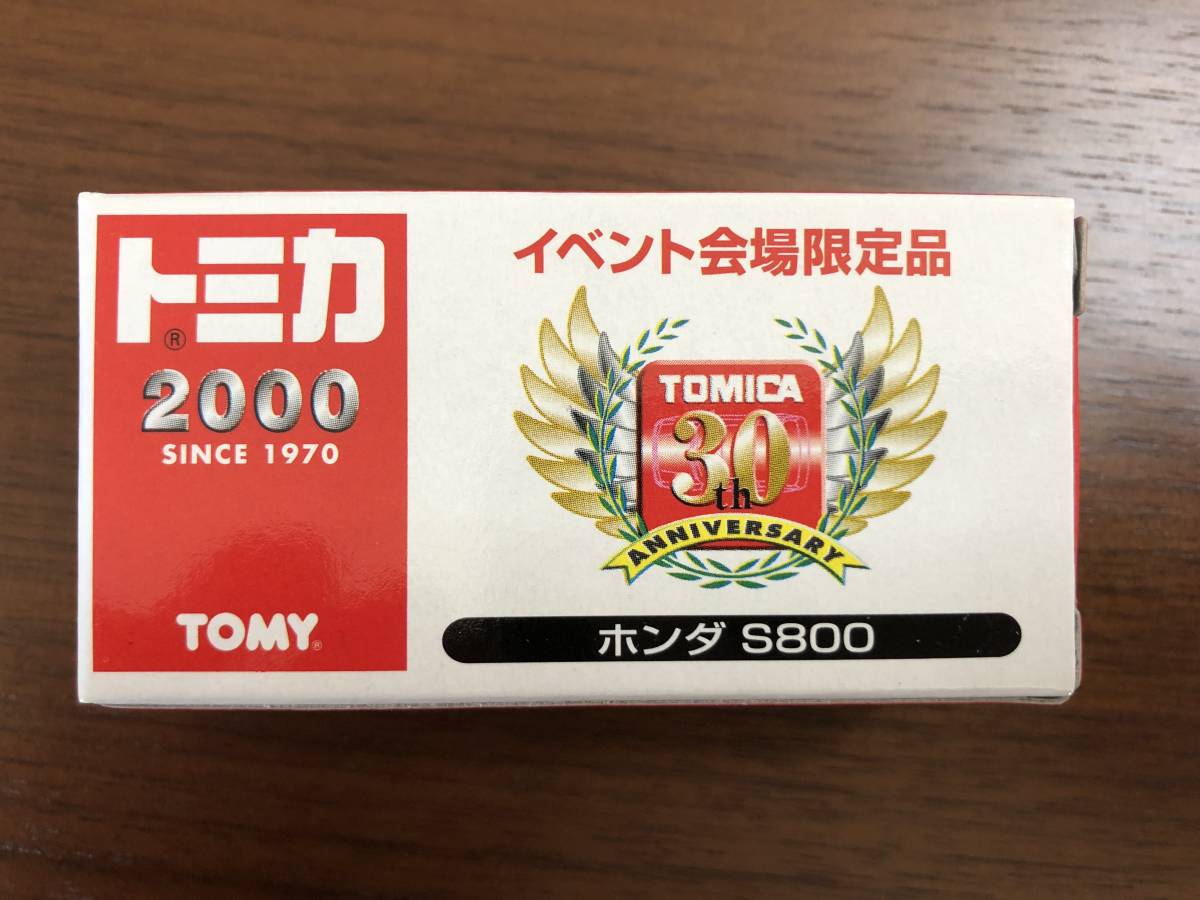 トミカ®
2000
SINCE 1970
TOMY®
イベント会場限定品
TOMICA
30th
ANNIVERSARY
ホンダ S800